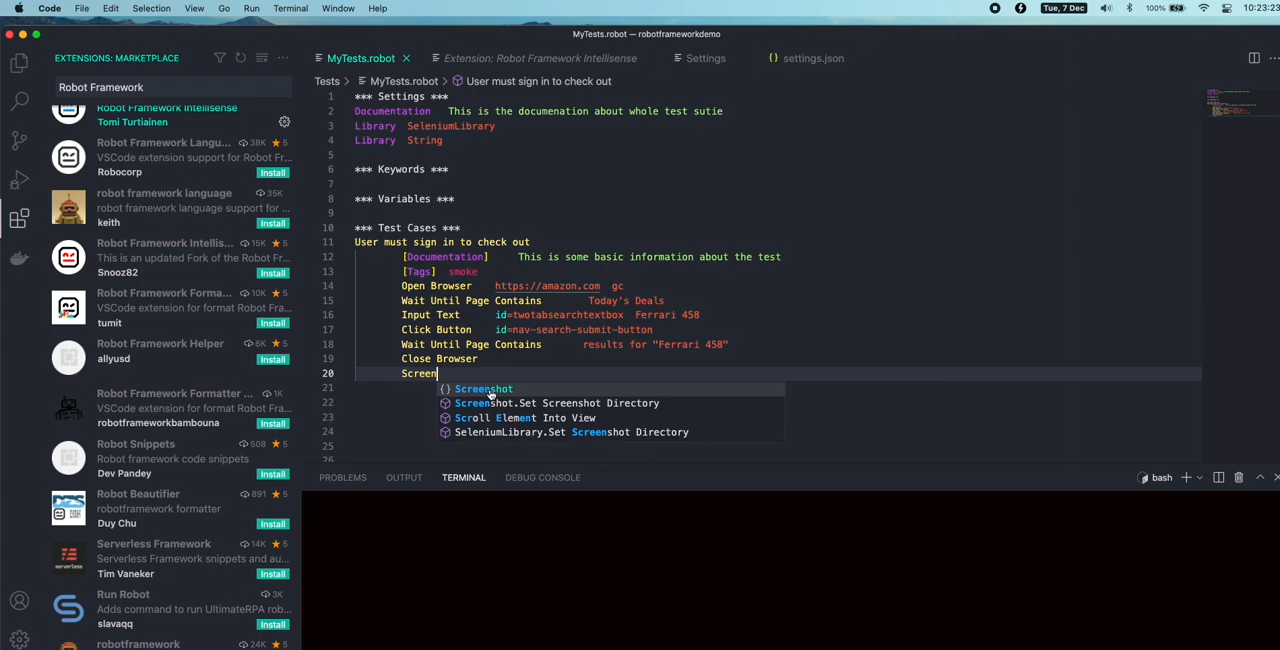 Code File Edit Selection View Go Run Terminal Window Help Tue, 7 Dec 100% 10:23:23
MyTests.robot — robotframeworkdemo
EXTENSIONS: MARKETPLACE
Robot Framework
Robot Framework Intellisense
Tomi Turtiainen
Robot Framework Langu... 38K ★ 5
VSCode extension support for Robot Fr...
Robocorp Install
robot framework language 35K
robot framework language support for ...
keith Install
Robot Framework Intellis... 15K ★ 5
This is an updated Fork of the Robot Fr...
Snooz82 Install
Robot Framework Forma... 10K ★ 5
VSCode extension for format Robot Fra...
tumit Install
Robot Framework Helper 6K ★ 5
allyusd Install
Robot Framework Formatter ... 1K
VSCode extension for format Robot Fra...
robotframeworkbambouna Install
Robot Snippets 508 ★ 5
Robot framework code snippets
Dev Pandey Install
Robot Beautifier 891 ★ 5
robotframework formatter
Duy Chu Install
Serverless Framework 14K ★ 5
Serverless Framework snippets and au...
Tim Vaneker Install
Run Robot 3K
Adds command to run UltimateRPA rob...
slavaqq Install
robotframework 24K ★ 5
MyTests.robot Extension: Robot Framework Intellisense Settings {} settings.json
Tests > MyTests.robot > User must sign in to check out
1 *** Settings ***
2 Documentation This is the documenation about whole test sutie
3 Library SeleniumLibrary
4 Library String
5
6 *** Keywords ***
7
8 *** Variables ***
9
10 *** Test Cases ***
11 User must sign in to check out
12 [Documentation] This is some basic information about the test
13 [Tags] smoke
14 Open Browser https://amazon.com gc
15 Wait Until Page Contains Today's Deals
16 Input Text id=twotabsearchtextbox Ferrari 458
17 Click Button id=nav-search-submit-button
18 Wait Until Page Contains results for "Ferrari 458"
19 Close Browser
20 Screen
21 {} Screenshot
22 Screenshot.Set Screenshot Directory
23 Scroll Element Into View
24 SeleniumLibrary.Set Screenshot Directory
25
26
PROBLEMS OUTPUT TERMINAL DEBUG CONSOLE bash